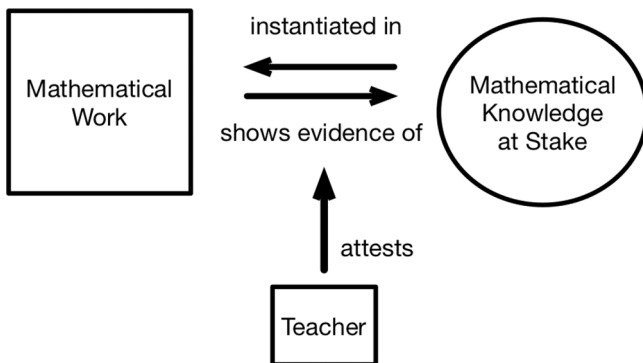 instantiated in
Mathematical
Work
Mathematical
Knowledge
at Stake
shows evidence of
attests
Teacher